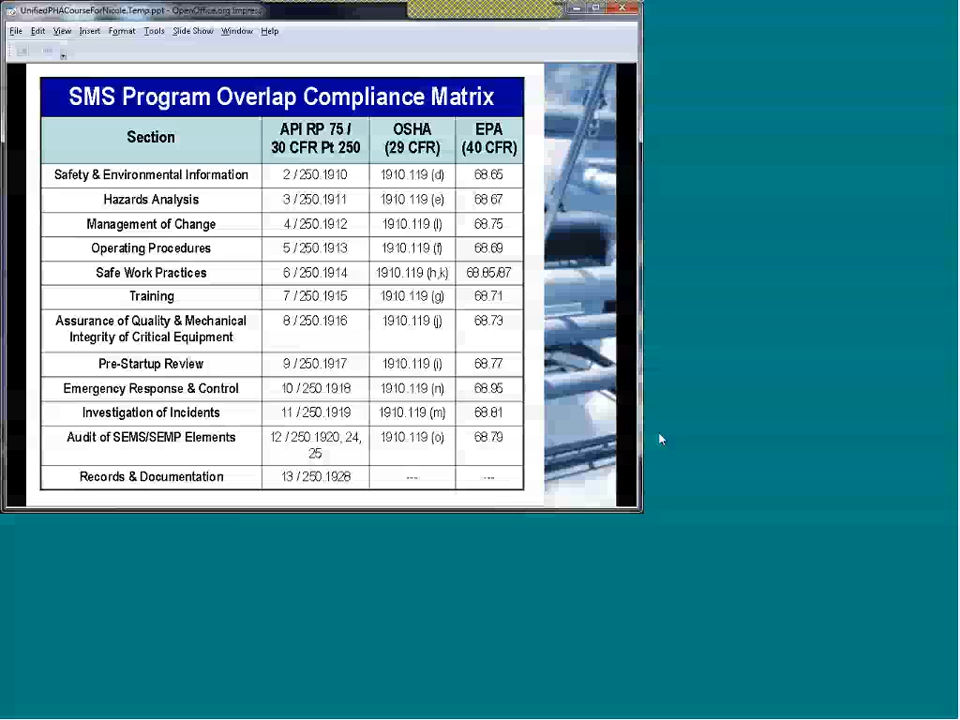 UnifiedPHACourseForNicole.Temp.ppt - OpenOffice.org Impress
File Edit View Insert Format Tools Slide Show Window Help
SMS Program Overlap Compliance Matrix
Section API RP 75 / 30 CFR Pt 250 OSHA (29 CFR) EPA (40 CFR)
Safety & Environmental Information 2 / 250.1910 1910.119 (d) 68.65
Hazards Analysis 3 / 250.1911 1910.119 (e) 68.67
Management of Change 4 / 250.1912 1910.119 (l) 68.75
Operating Procedures 5 / 250.1913 1910.119 (f) 68.69
Safe Work Practices 6 / 250.1914 1910.119 (h,k) 68.85/87
Training 7 / 250.1915 1910.119 (g) 68.71
Assurance of Quality & Mechanical 8 / 250.1916 1910.119 (j) 68.73
Integrity of Critical Equipment
Pre-Startup Review 9 / 250.1917 1910.119 (i) 68.77
Emergency Response & Control 10 / 250.1918 1910.119 (n) 68.95
Investigation of Incidents 11 / 250.1919 1910.119 (m) 68.81
Audit of SEMS/SEMP Elements 12 / 250.1920, 24, 1910.119 (o) 68.79
25
Records & Documentation 13 / 250.1928 --- ---